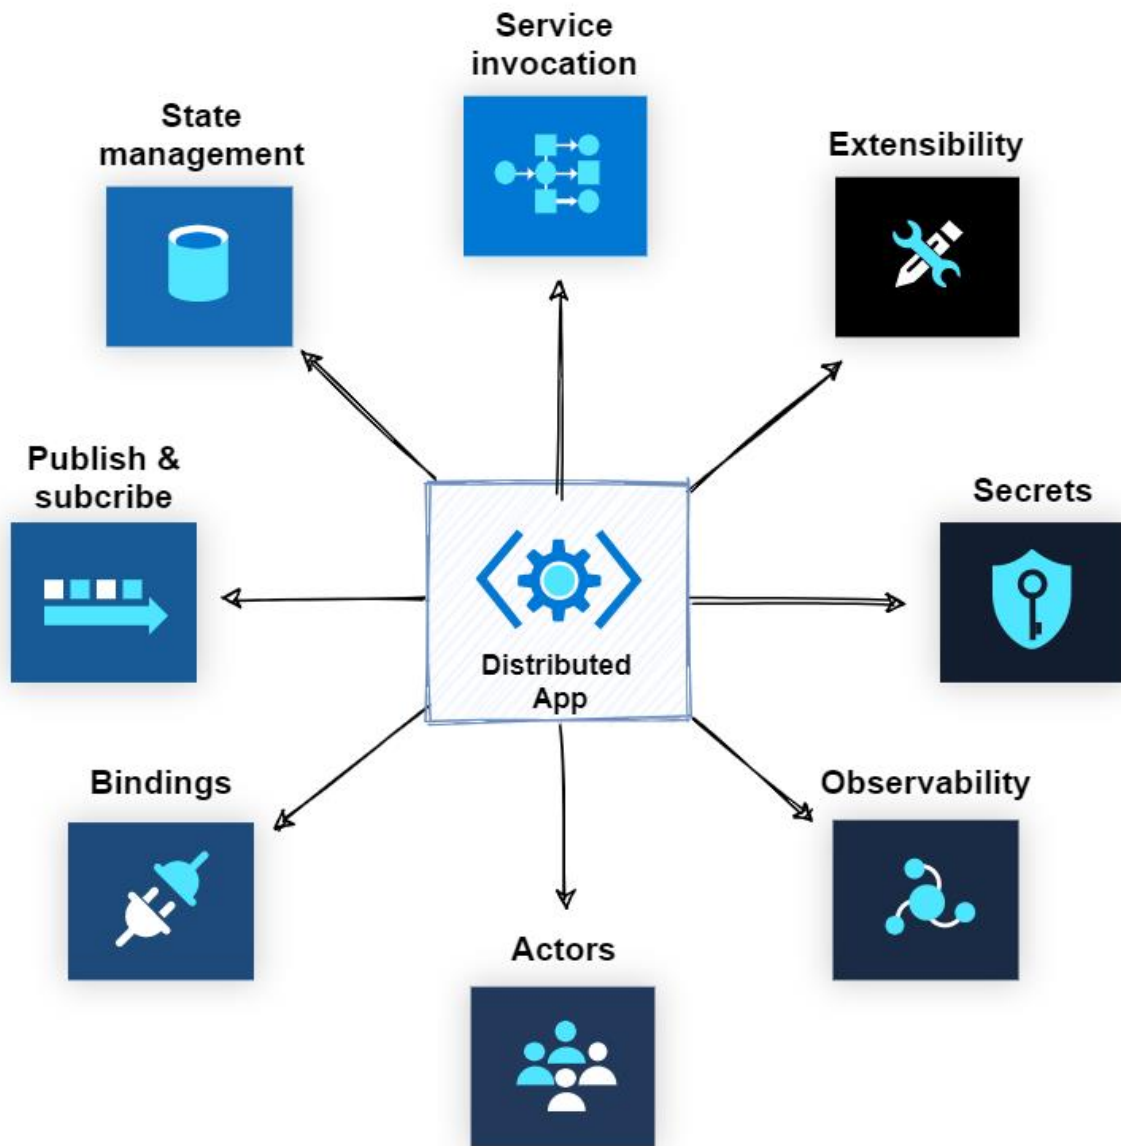 Service
invocation
State
management
Extensibility
Publish &
subcribe
Secrets
Distributed
App
Bindings
Observability
Actors